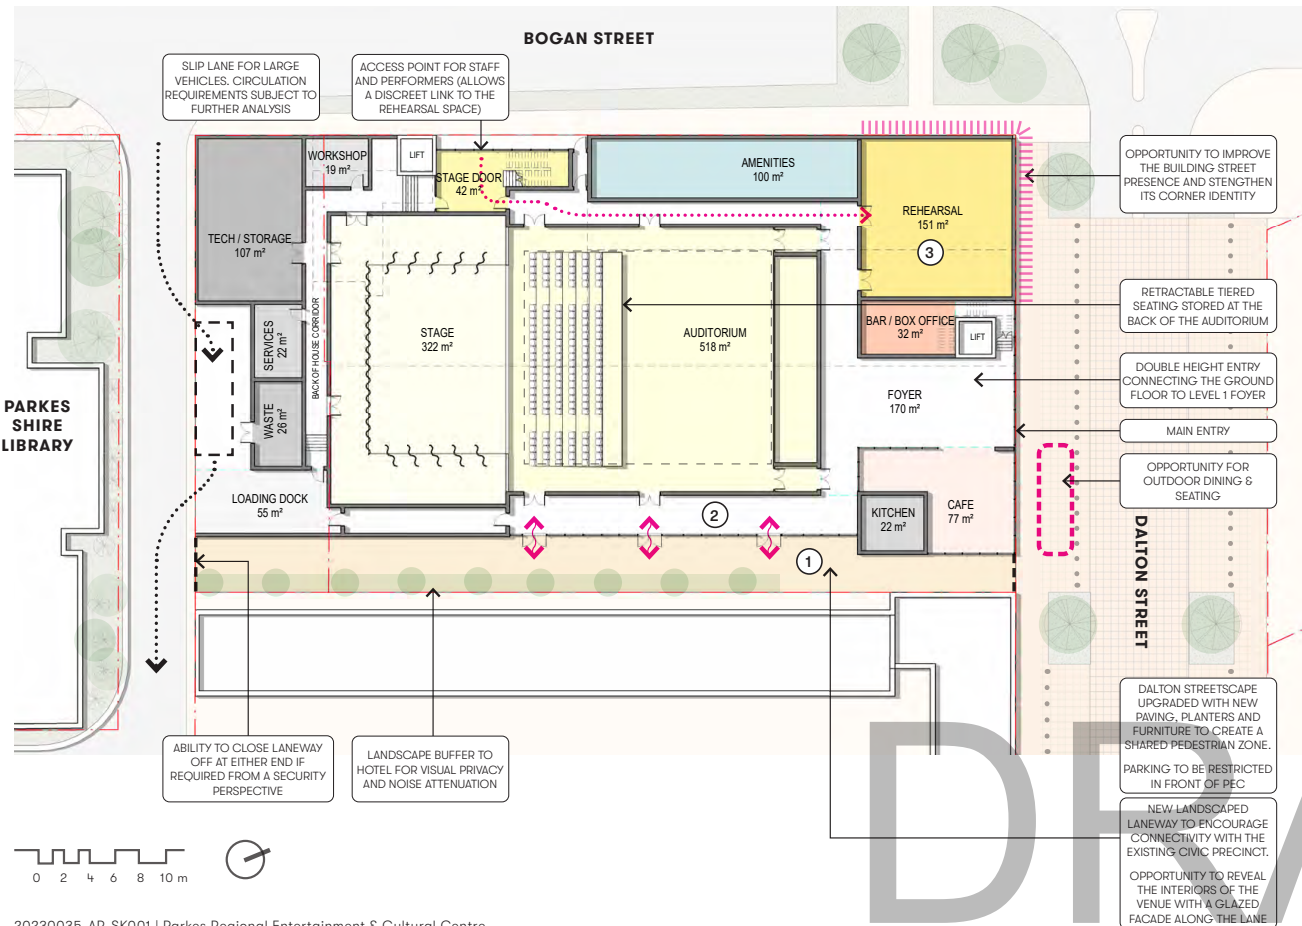 BOGAN STREET
SLIP LANE FOR LARGE
VEHICLES. CIRCULATION
REQUIREMENTS SUBJECT TO
FURTHER ANALYSIS
ACCESS POINT FOR STAFF
AND PERFORMERS (ALLOWS
A DISCREET LINK TO THE
REHEARSAL SPACE)
WORKSHOP
19 m²
LIFT
STAGE DOOR
42 m²
AMENITIES
100 m²
OPPORTUNITY TO IMPROVE
THE BUILDING STREET
PRESENCE AND STENGTHEN
ITS CORNER IDENTITY
TECH / STORAGE
107 m²
REHEARSAL
151 m²
3
RETRACTABLE TIERED
SEATING STORED AT THE
BACK OF THE AUDITORIUM
SERVICES
22 m²
BACK OF HOUSE CORRIDOR
STAGE
322 m²
AUDITORIUM
518 m²
BAR / BOX OFFICE
32 m²
LIFT
DOUBLE HEIGHT ENTRY
CONNECTING THE GROUND
FLOOR TO LEVEL 1 FOYER
PARKES
SHIRE
LIBRARY
WASTE
26 m²
FOYER
170 m²
MAIN ENTRY
OPPORTUNITY FOR
OUTDOOR DINING &
SEATING
LOADING DOCK
55 m²
2
KITCHEN
22 m²
CAFE
77 m²
1
DALTON STREET
ABILITY TO CLOSE LANEWAY
OFF AT EITHER END IF
REQUIRED FROM A SECURITY
PERSPECTIVE
LANDSCAPE BUFFER TO
HOTEL FOR VISUAL PRIVACY
AND NOISE ATTENUATION
DALTON STREETSCAPE
UPGRADED WITH NEW
PAVING, PLANTERS AND
FURNITURE TO CREATE A
SHARED PEDESTRIAN ZONE.
PARKING TO BE RESTRICTED
IN FRONT OF PEC
NEW LANDSCAPED
LANEWAY TO ENCOURAGE
CONNECTIVITY WITH THE
EXISTING CIVIC PRECINCT.
OPPORTUNITY TO REVEAL
THE INTERIORS OF THE
VENUE WITH A GLAZED
FACADE ALONG THE LANE
0 2 4 6 8 10 m
20230035-AR-SK001 | Parkes Regional Entertainment & Cultural Centre